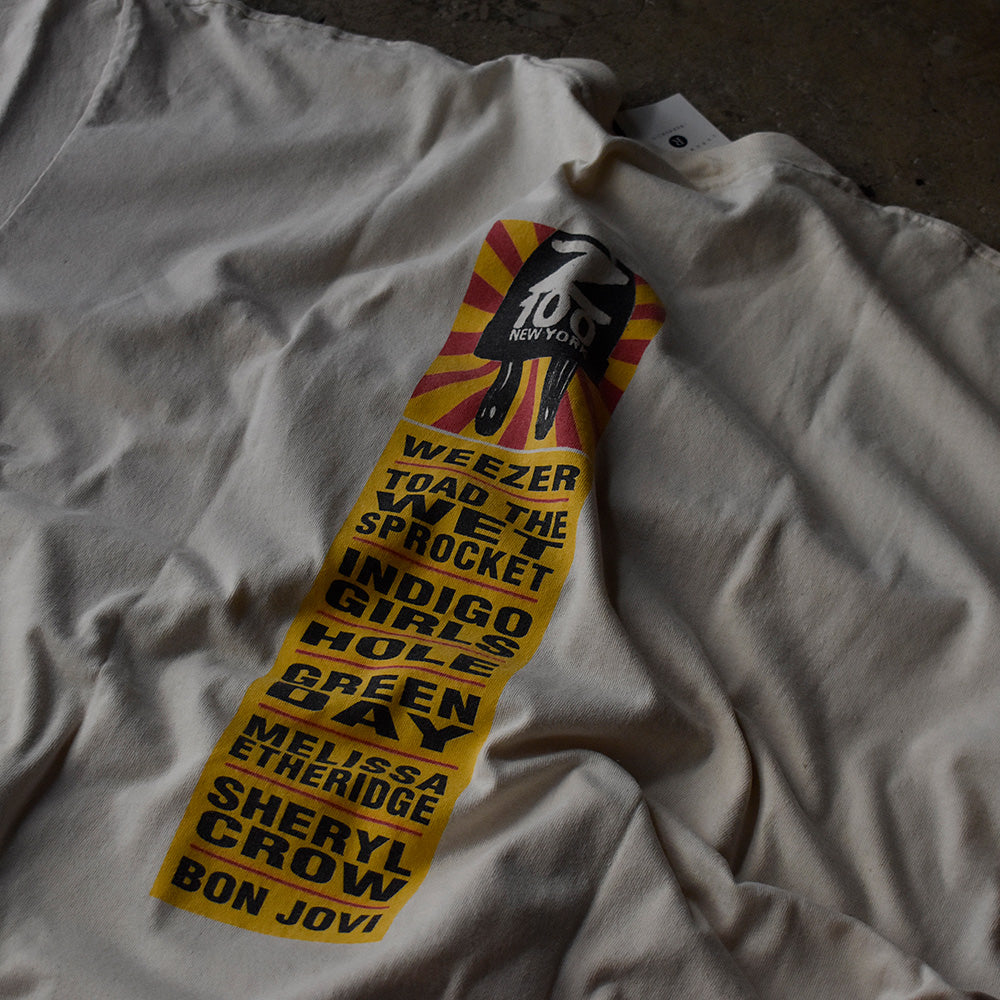 Z
100
NEW YORK
WEEZER
TOAD THE
WET
SPROCKET
INDIGO
GIRLS
HOLE
GREEN
DAY
MELISSA
ETHERIDGE
SHERYL
CROW
BON JOVI